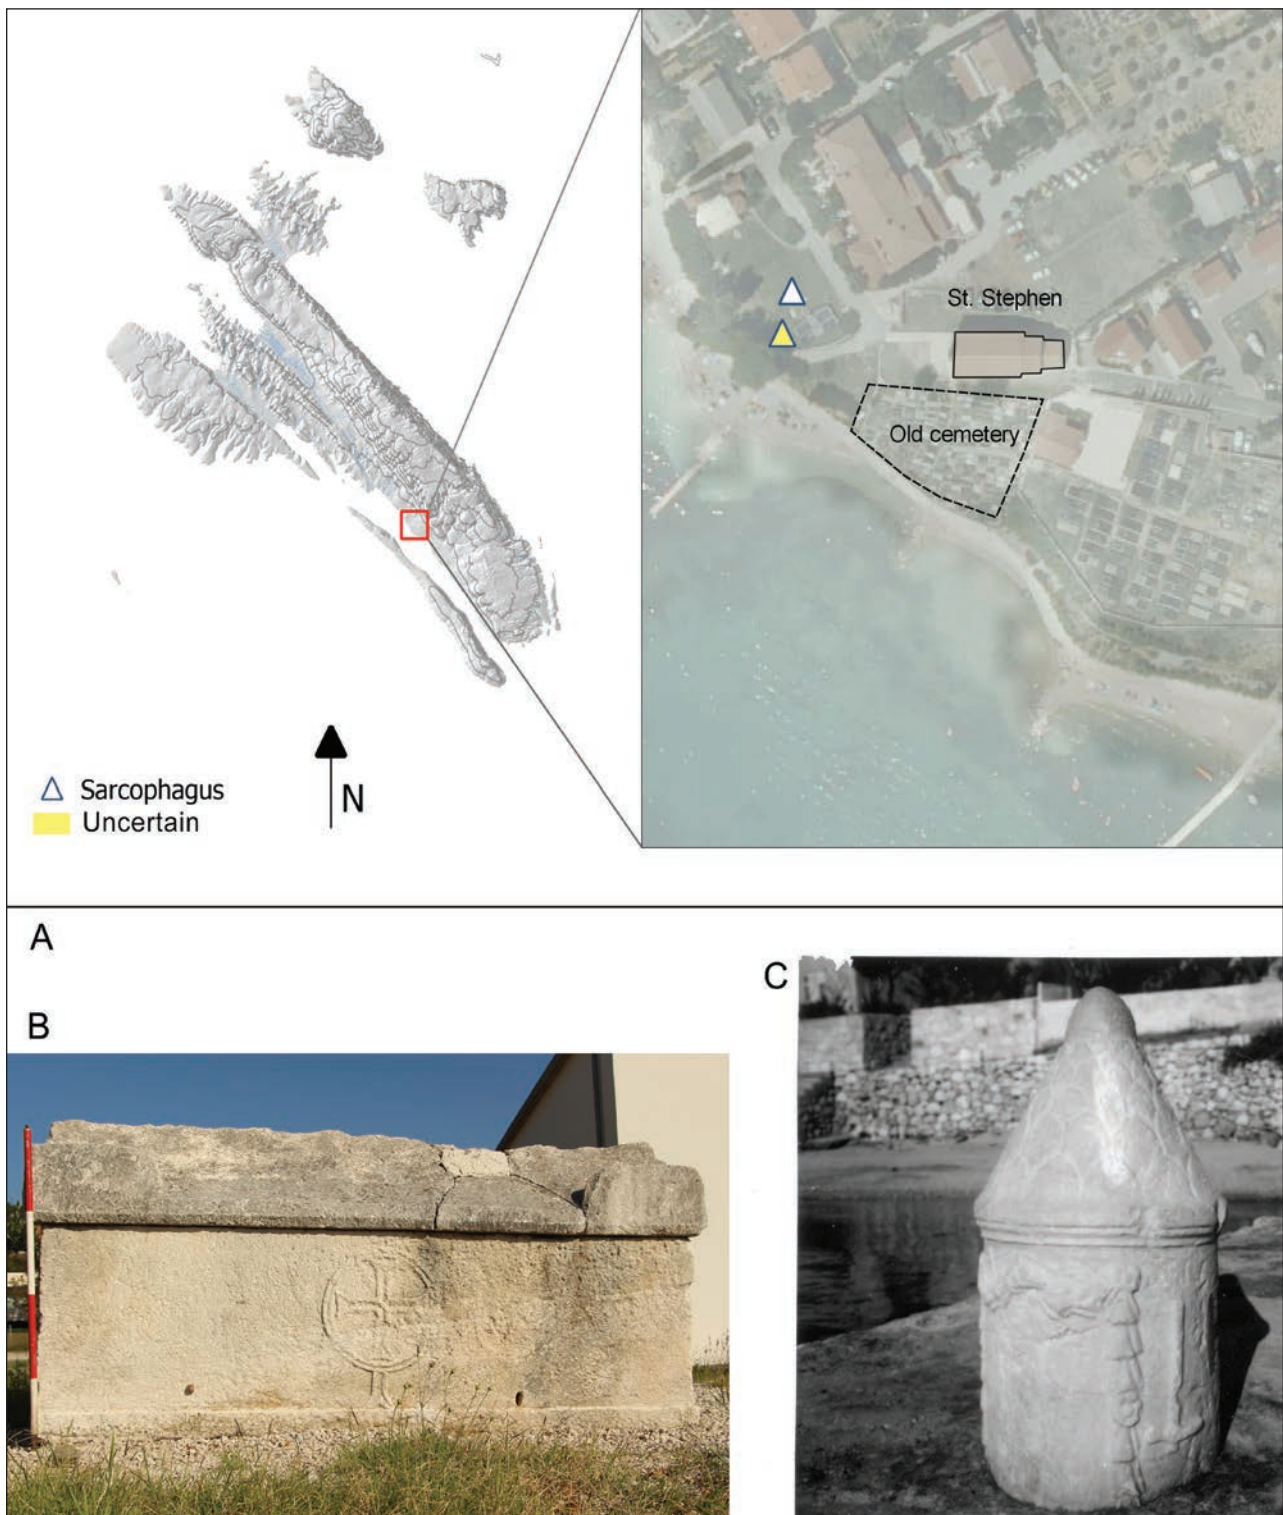 St. Stephen
Old cemetery
N
Sarcophagus
Uncertain
A
B
C